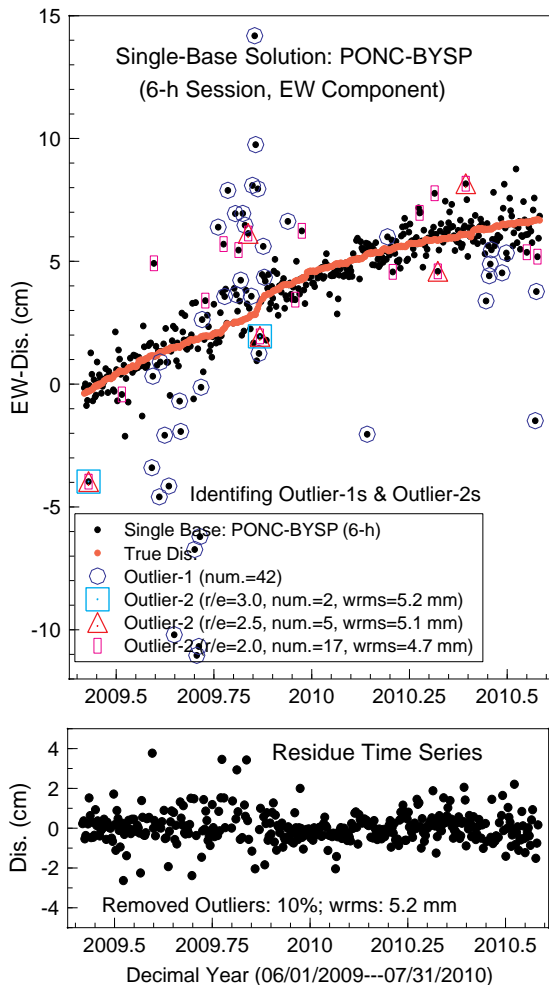 15
Single-Base Solution: PONC-BYSP
(6-h Session, EW Component)
10
5
0
-5
-10
EW-Dis. (cm)
Identifing Outlier-1s & Outlier-2s
Single Base: PONC-BYSP (6-h)
True Dis.
Outlier-1 (num.=42)
Outlier-2 (r/e=3.0, num.=2, wrms=5.2 mm)
Outlier-2 (r/e=2.5, num.=5, wrms=5.1 mm)
Outlier-2 (r/e=2.0, num.=17, wrms=4.7 mm)
2009.5 2009.75 2010 2010.25 2010.5
4
2
0
-2
-4
Dis. (cm)
Residue Time Series
Removed Outliers: 10%; wrms: 5.2 mm
2009.5 2009.75 2010 2010.25 2010.5
Decimal Year (06/01/2009---07/31/2010)